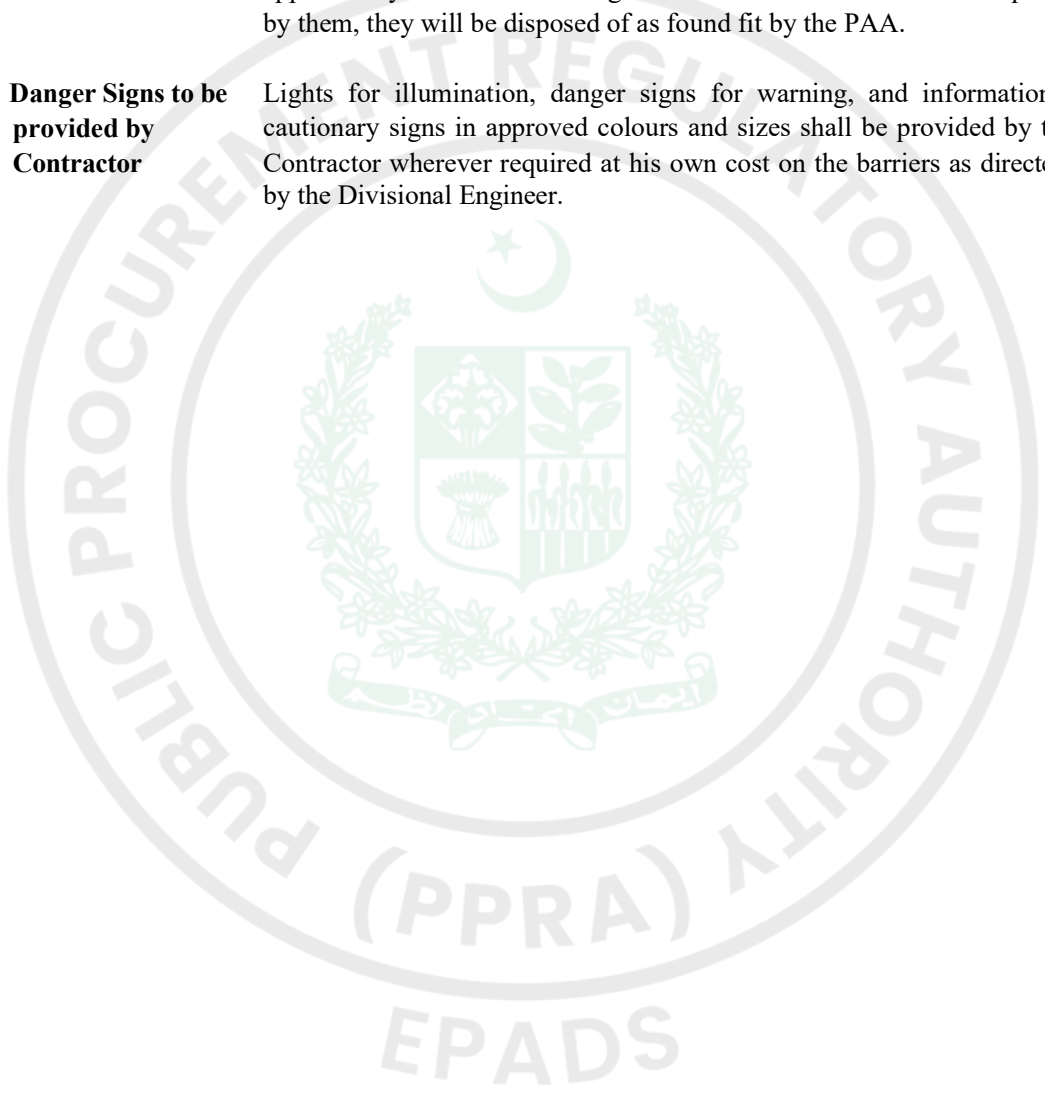 by them, they will be disposed of as found fit by the PAA.
Danger Signs to be provided by Contractor
Lights for illumination, danger signs for warning, and information
cautionary signs in approved colours and sizes shall be provided by
Contractor wherever required at his own cost on the barriers as
by the Divisional Engineer.
PUBLIC PROCUREMENT REGULATORY AUTHORITY
(PPRA)
EPADS